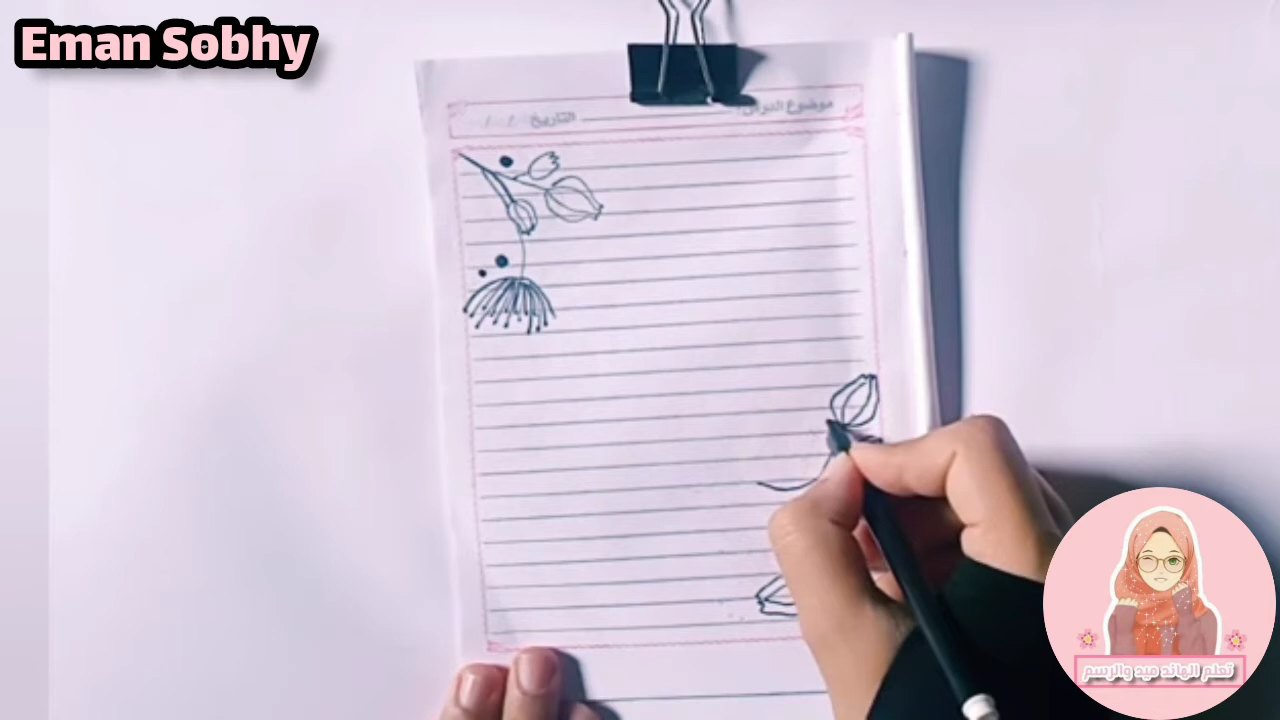 Eman Sobhy
موضوع الدرس:
التاريخ / /
تعلم الهاند ميد والرسم